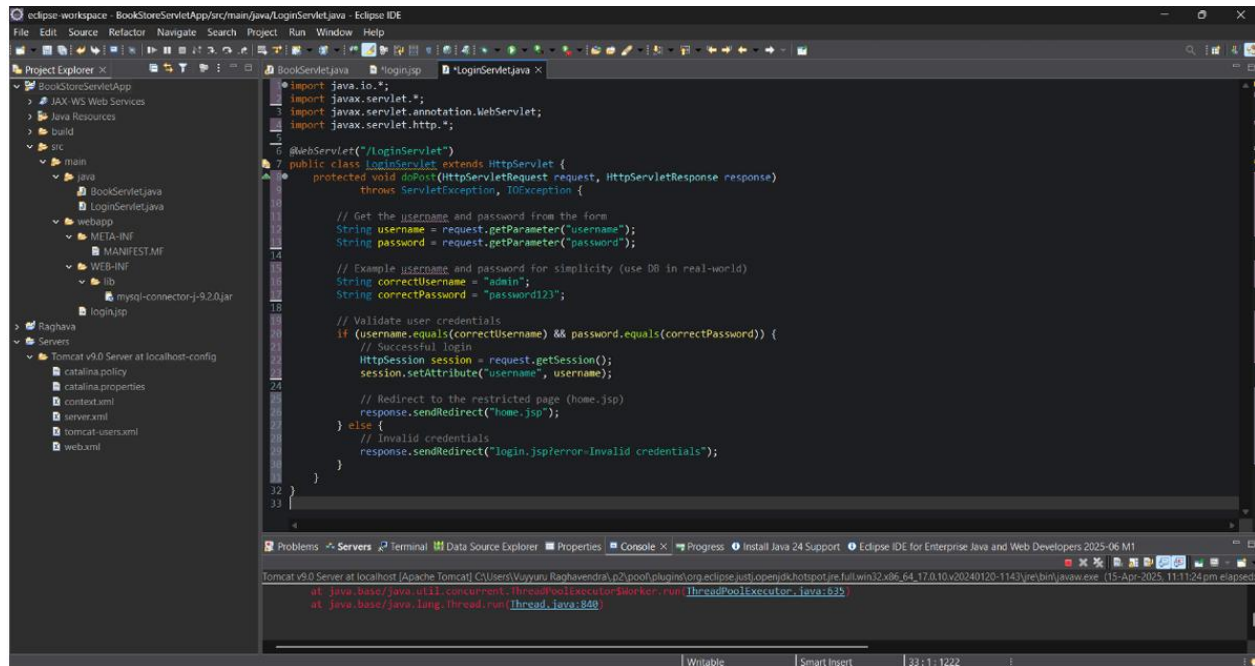 eclipse-workspace - BookStoreServletApp/src/main/java/LoginServlet.java - Eclipse IDE
File Edit Source Refactor Navigate Search Project Run Window Help
Project Explorer
BookStoreServletApp
JAX-WS Web Services
Java Resources
build
src
main
java
BookServlet.java
LoginServlet.java
webapp
META-INF
MANIFEST.MF
WEB-INF
lib
mysql-connector-j-9.2.0.jar
login.jsp
Raghava
Servers
Tomcat v9.0 Server at localhost-config
catalina.policy
catalina.properties
context.xml
server.xml
tomcat-users.xml
web.xml
BookServlet.java *login.jsp *LoginServlet.java
1 import java.io.*;
2 import javax.servlet.*;
3 import javax.servlet.annotation.WebServlet;
4 import javax.servlet.http.*;
5
6 @WebServlet("/LoginServlet")
7 public class LoginServlet extends HttpServlet {
8 protected void doPost(HttpServletRequest request, HttpServletResponse response)
9 throws ServletException, IOException {
10
11 // Get the username and password from the form
12 String username = request.getParameter("username");
13 String password = request.getParameter("password");
14
15 // Example username and password for simplicity (use DB in real-world)
16 String correctUsername = "admin";
17 String correctPassword = "password123";
18
19 // Validate user credentials
20 if (username.equals(correctUsername) && password.equals(correctPassword)) {
21 // Successful login
22 HttpSession session = request.getSession();
23 session.setAttribute("username", username);
24
25 // Redirect to the restricted page (home.jsp)
26 response.sendRedirect("home.jsp");
27 } else {
28 // Invalid credentials
29 response.sendRedirect("login.jsp?error=Invalid credentials");
30 }
31 }
32 }
33
Problems Servers Terminal Data Source Explorer Properties Console Progress Install Java 24 Support Eclipse IDE for Enterprise Java and Web Developers 2025-06 M1
Tomcat v9.0 Server at localhost [Apache Tomcat] C:\Users\Vuyyuru Raghavendra\.p2\pool\plugins\org.eclipse.justj.openjdk.hotspot.jre.full.win32.x86_64_17.0.10.v20240120-1143\jre\bin\javaw.exe (15-Apr-2025, 11:11:24 pm elapsed
at java.base/java.util.concurrent.ThreadPoolExecutor$Worker.run(ThreadPoolExecutor.java:635)
at java.base/java.lang.Thread.run(Thread.java:840)
Writable Smart Insert 33 : 1 : 1222